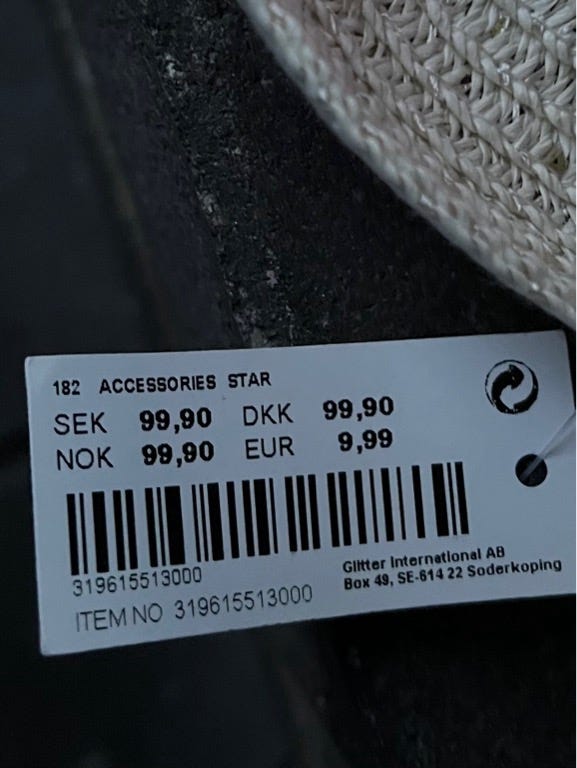 182 ACCESSORIES STAR
SEK 99,90 DKK 99,90
NOK 99,90 EUR 9,99
319615513000
ITEM NO 319615513000
Glitter International AB
Box 49, SE-614 22 Soderkoping